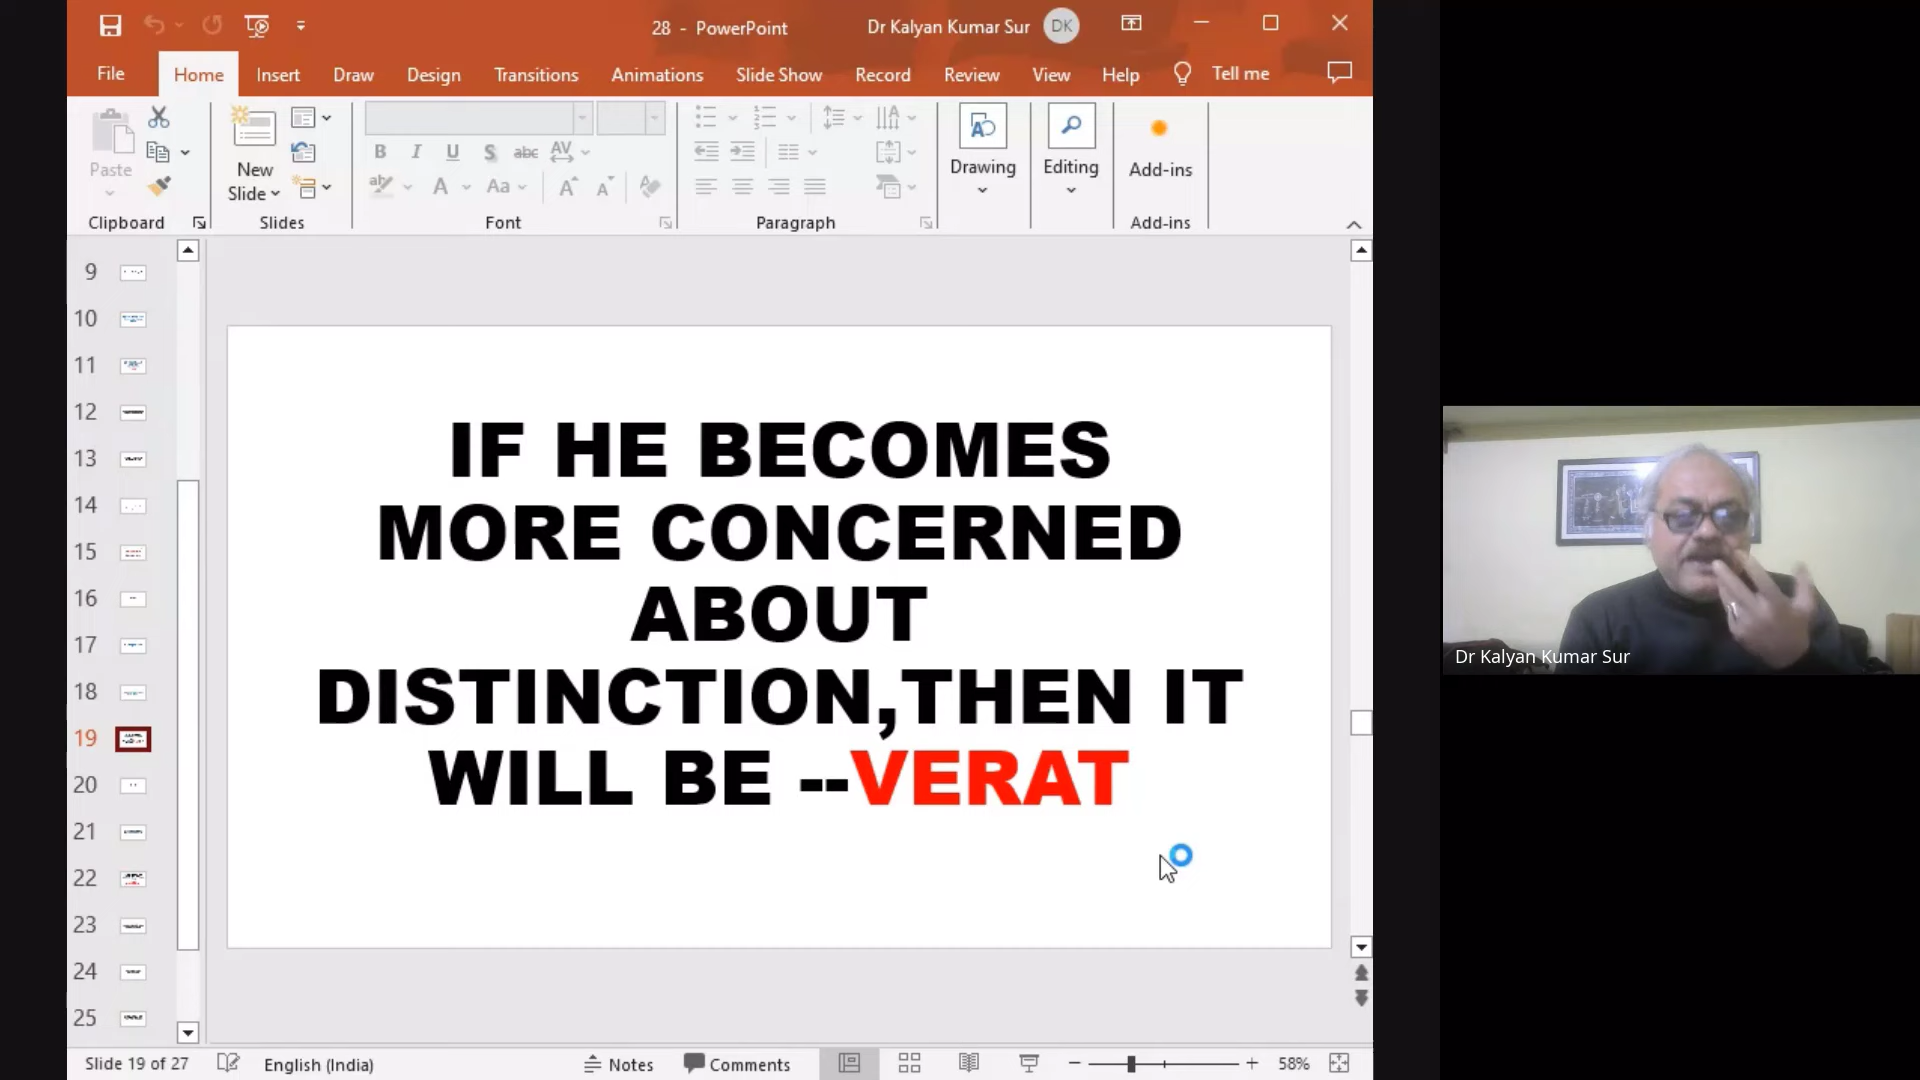 28 - PowerPoint
Dr Kalyan Kumar Sur
DK
File
Home
Insert
Draw
Design
Transitions
Animations
Slide Show
Record
Review
View
Help
Tell me
Paste
New
Slide
B I U S abc AV
A Aa A A
Drawing
Editing
Add-ins
Clipboard
Slides
Font
Paragraph
Add-ins
9
10
11
12
13
14
15
16
17
18
19
20
21
22
23
24
25
IF HE BECOMES
MORE CONCERNED
ABOUT
DISTINCTION,THEN IT
WILL BE --VERAT
Dr Kalyan Kumar Sur
Slide 19 of 27
English (India)
Notes
Comments
58%